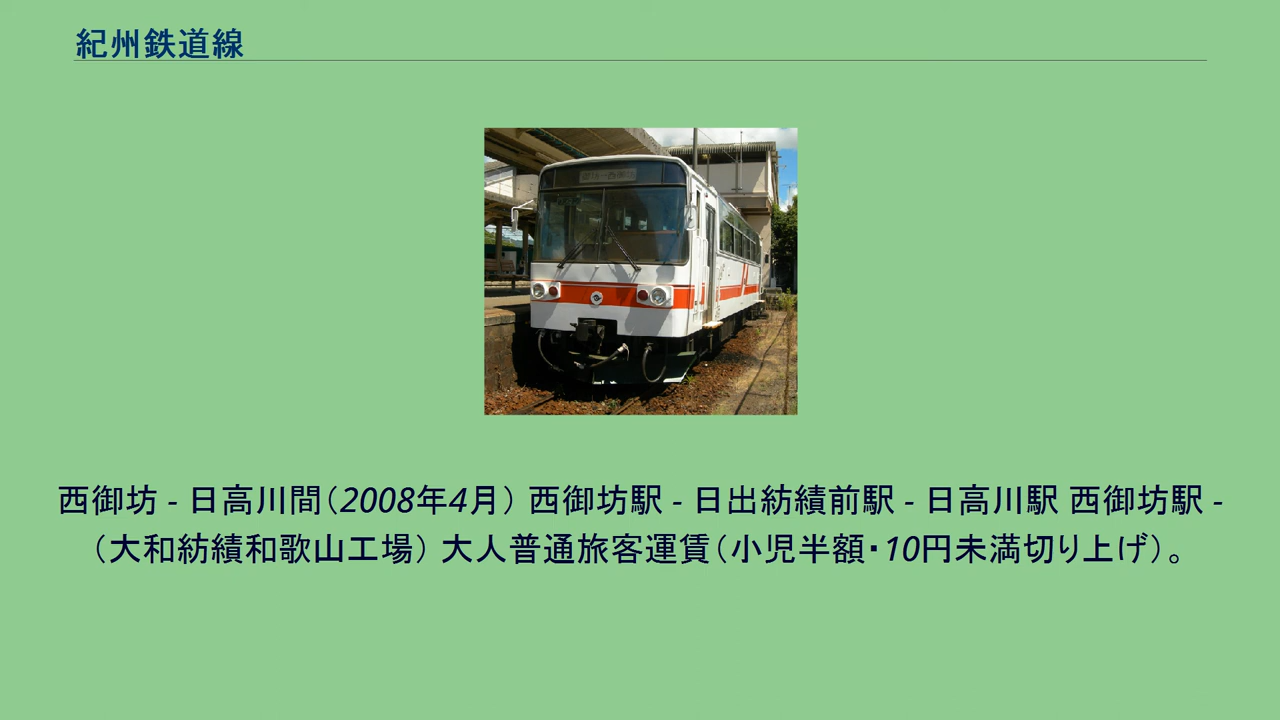 紀州鉄道線
西御坊 - 日高川間（2008年4月） 西御坊駅 - 日出紡績前駅 - 日高川駅 西御坊駅 -
（大和紡績和歌山工場） 大人普通旅客運賃（小児半額・10円未満切り上げ）。